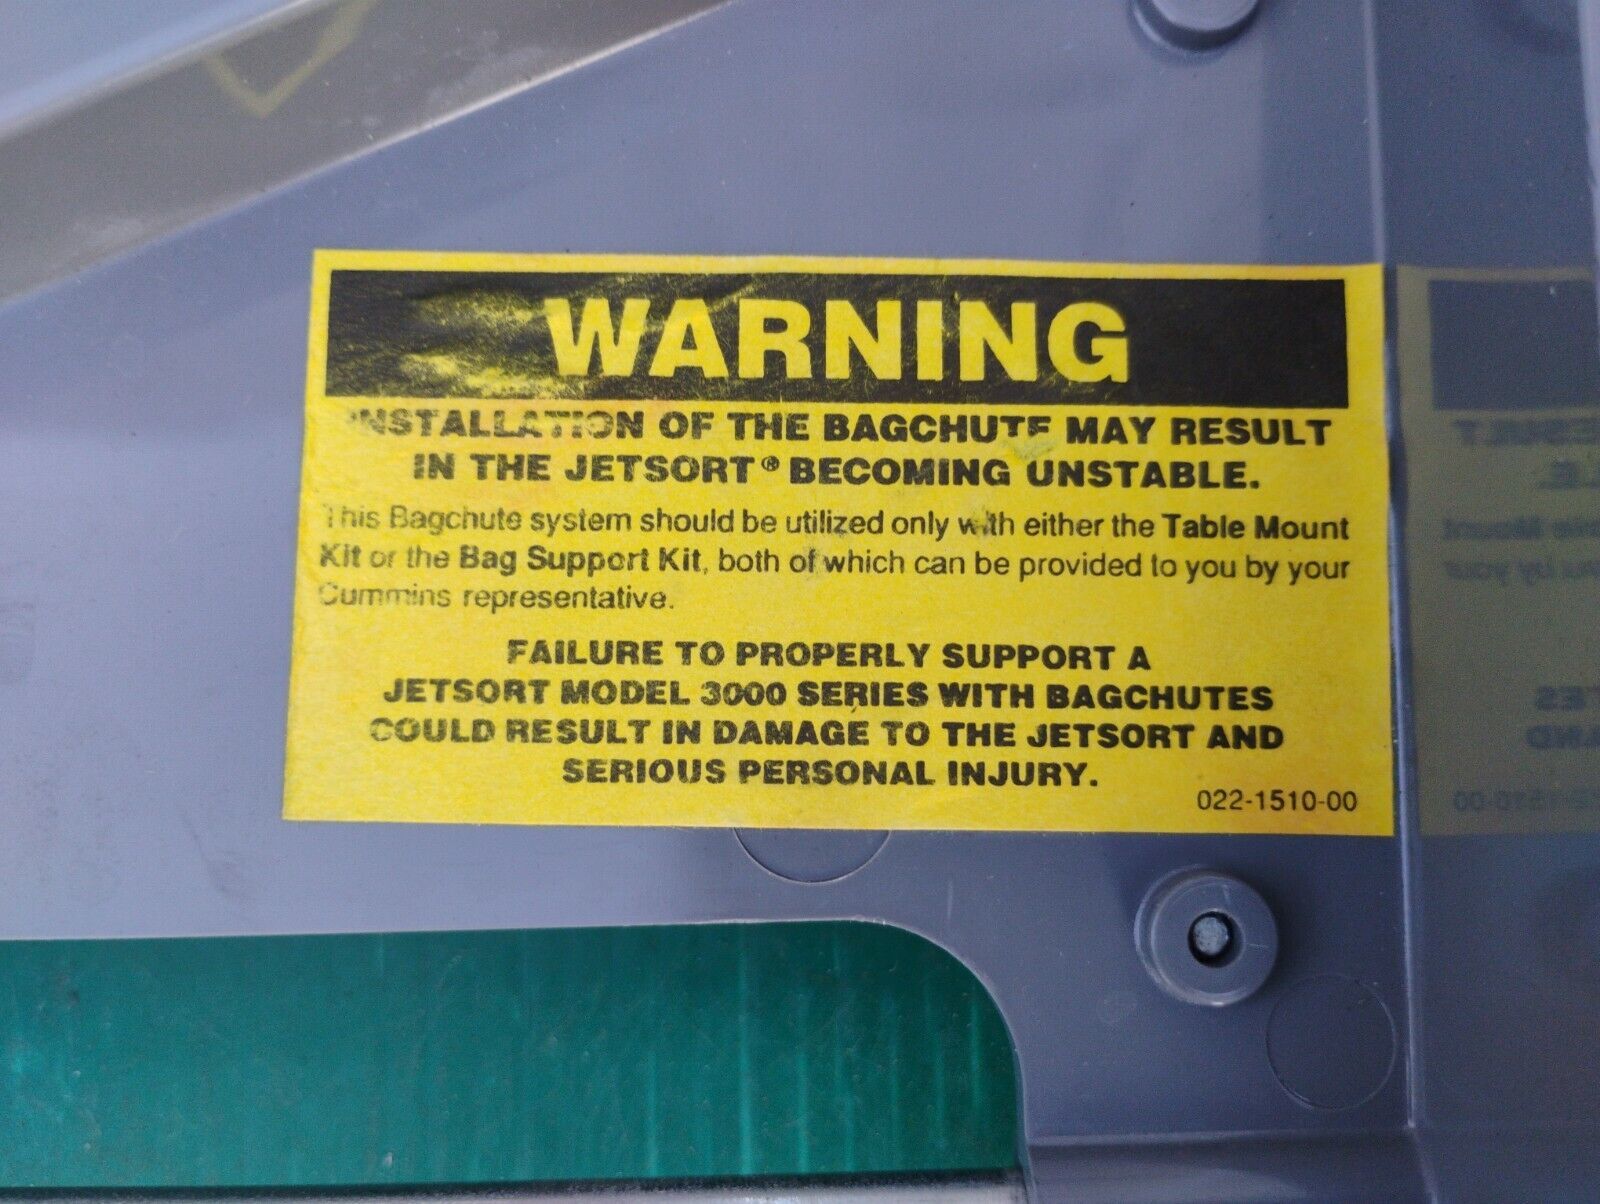 WARNING
INSTALLATION OF THE BAGCHUTE MAY RESULT
IN THE JETSORT® BECOMING UNSTABLE.
This Bagchute system should be utilized only with either the Table Mount
Kit or the Bag Support Kit, both of which can be provided to you by your
Cummins representative.
FAILURE TO PROPERLY SUPPORT A
JETSORT MODEL 3000 SERIES WITH BAGCHUTES
COULD RESULT IN DAMAGE TO THE JETSORT AND
SERIOUS PERSONAL INJURY.
022-1510-00